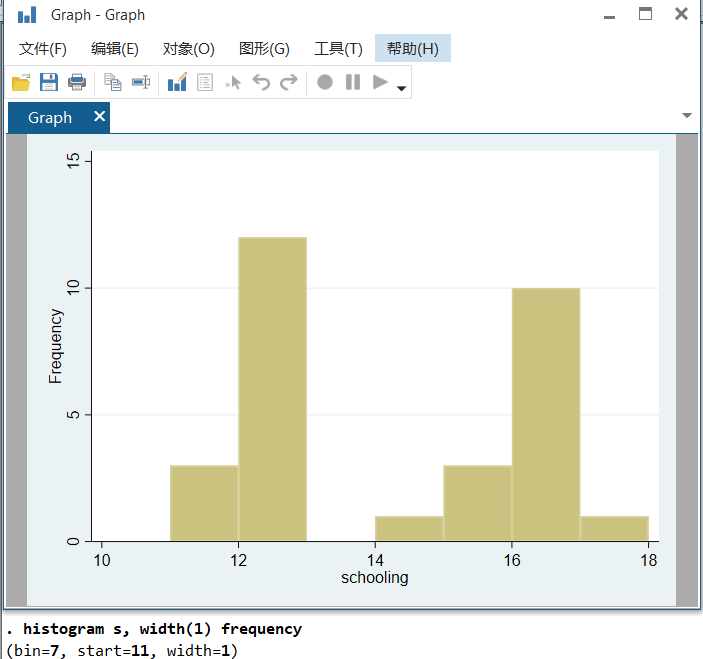 Graph - Graph
文件(F) 编辑(E) 对象(O) 图形(G) 工具(T) 帮助(H)
Graph
15
10
5
0
Frequency
10 12 14 16 18
schooling
. histogram s, width(1) frequency
(bin=7, start=11, width=1)